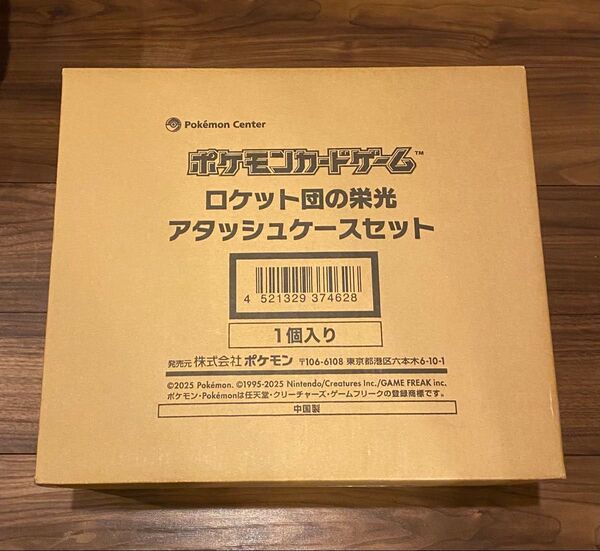 Pokémon Center
ポケモンカードゲーム™
ロケット団の栄光
アタッシュケースセット
4 521329 374628
1個入り
発売元 株式会社ポケモン 〒106-6108 東京都港区六本木6-10-1
©2025 Pokémon. ©1995-2025 Nintendo/Creatures Inc./GAME FREAK inc.
ポケモン・Pokémonは任天堂・クリーチャーズ・ゲームフリークの登録商標です。
中国製